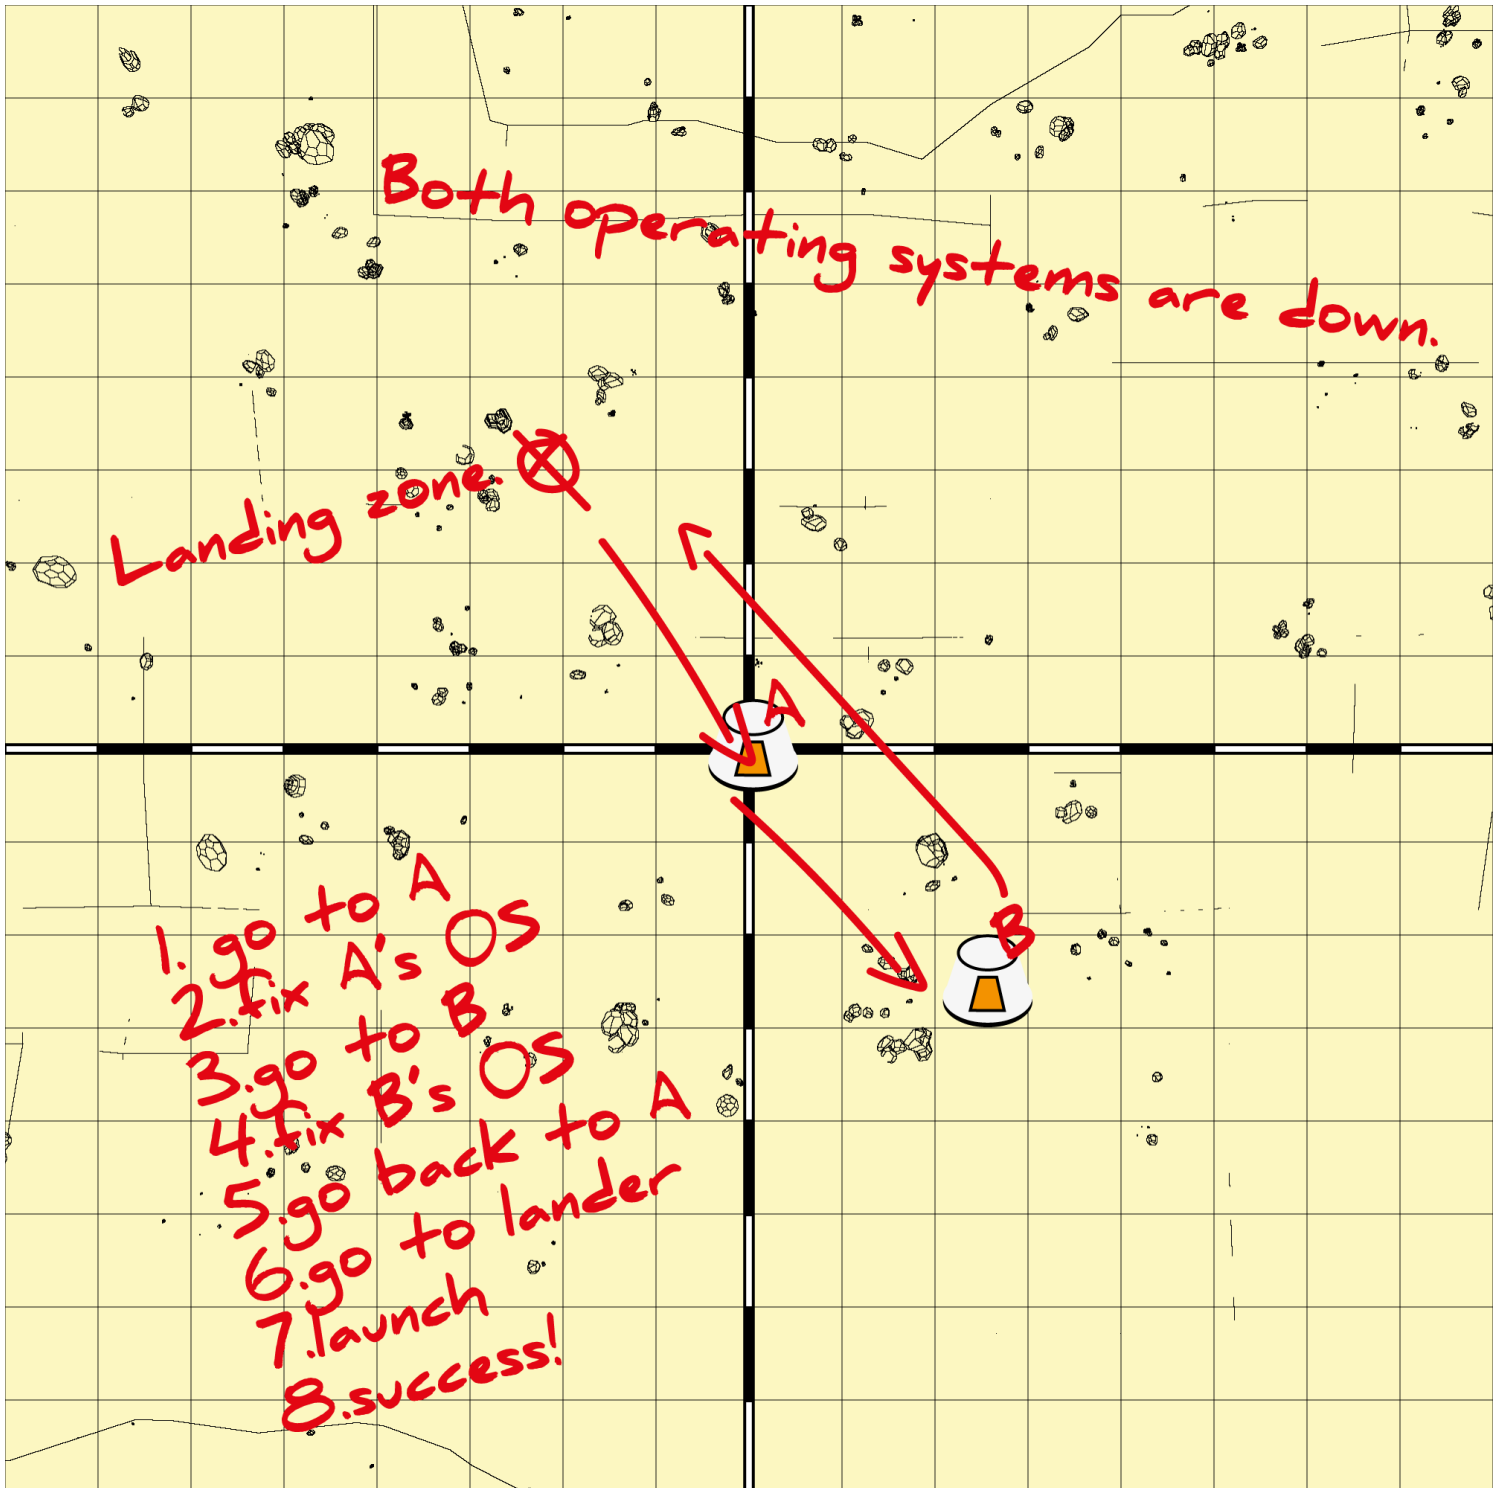 Both operating systems are down.
Landing zone.
A
B
1. go to A
2. fix A's OS
3. go to B
4. fix B's OS
5. go back to A
6. go to lander
7. launch
8. success!